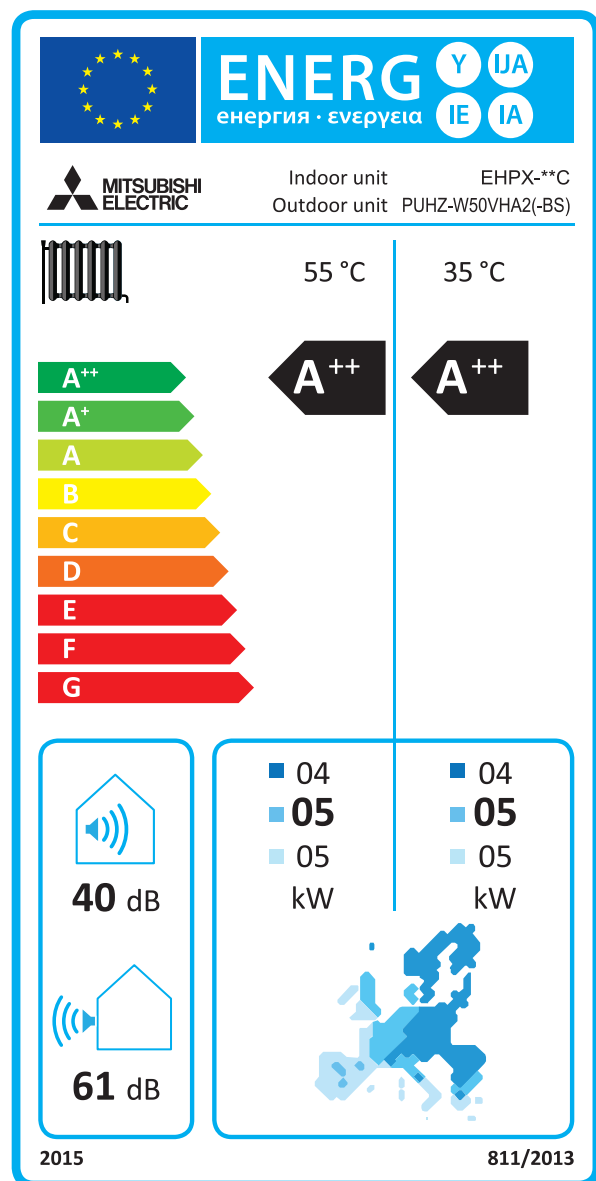 ENERG
енергия · ενεργεια
Y IJA
IE IA
MITSUBISHI
ELECTRIC
Indoor unit EHPX-**C
Outdoor unit PUHZ-W50VHA2(-BS)
55 °C 35 °C
A++ A++
A++
A+
A
B
C
D
E
F
G
40 dB
61 dB
04 04
05 05
05 05
kW kW
2015 811/2013